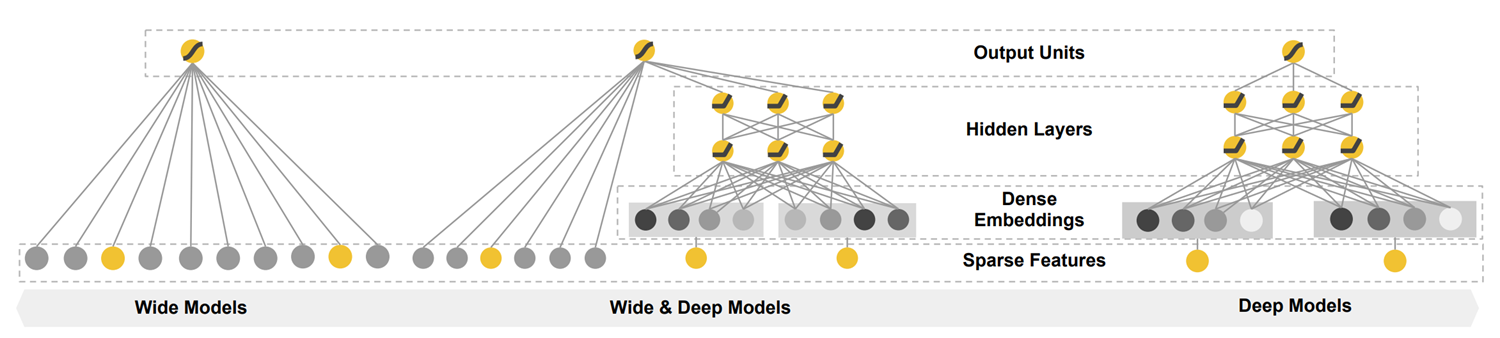 Output Units
Hidden Layers
Dense
Embeddings
Sparse Features
Wide Models
Wide & Deep Models
Deep Models